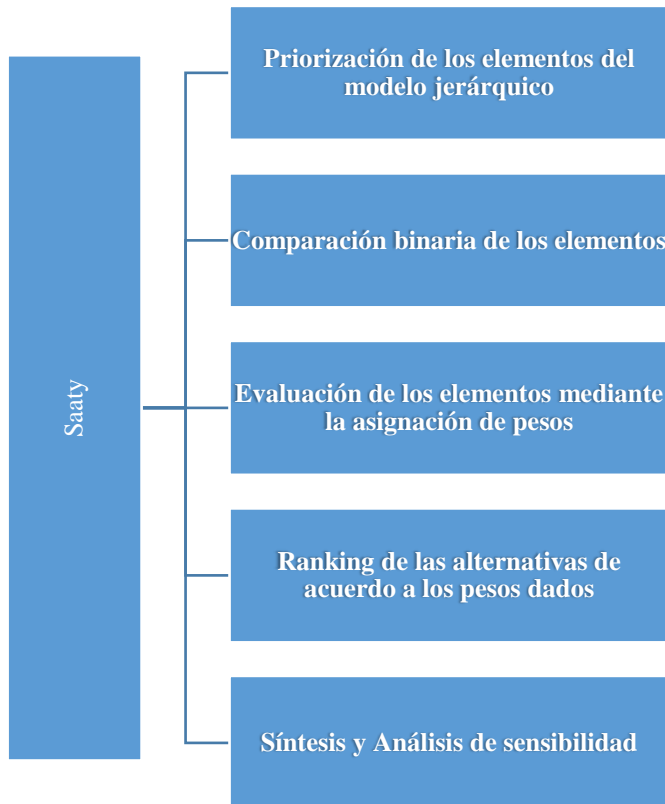 Saaty
Priorización de los elementos del
modelo jerárquico
Comparación binaria de los elementos
Evaluación de los elementos mediante
la asignación de pesos
Ranking de las alternativas de
acuerdo a los pesos dados
Síntesis y Análisis de sensibilidad